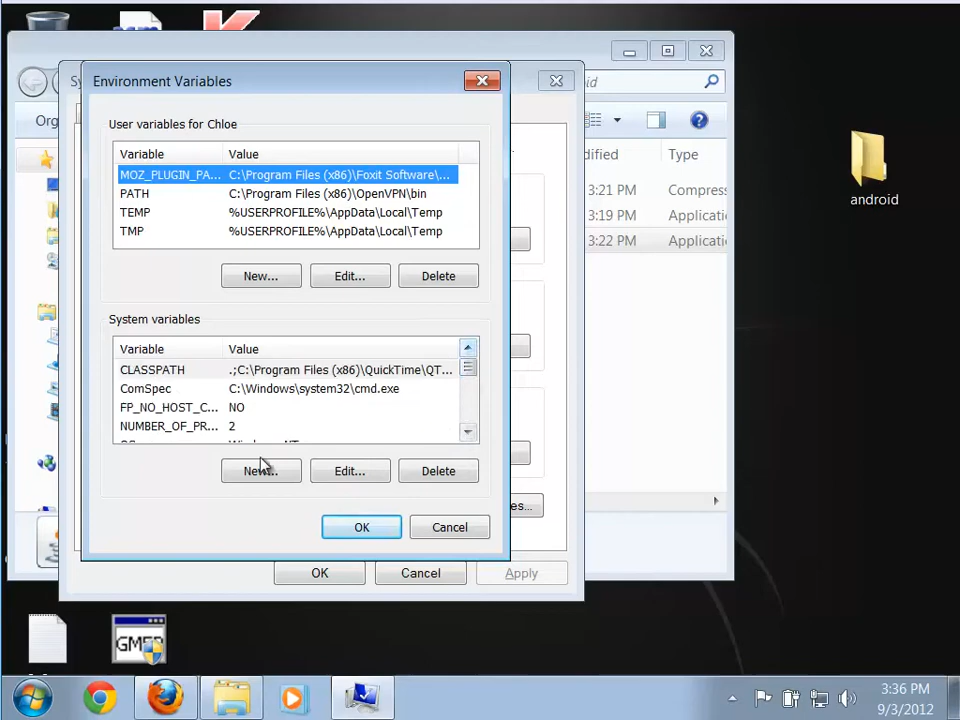 Environment Variables
User variables for Chloe
Variable Value
MOZ_PLUGIN_PA... C:\Program Files (x86)\Foxit Software\...
PATH C:\Program Files (x86)\OpenVPN\bin
TEMP %USERPROFILE%\AppData\Local\Temp
TMP %USERPROFILE%\AppData\Local\Temp
New... Edit... Delete
System variables
Variable Value
CLASSPATH .;C:\Program Files (x86)\QuickTime\QT...
ComSpec C:\Windows\system32\cmd.exe
FP_NO_HOST_C... NO
NUMBER_OF_PR... 2
OS Windows_NT
New... Edit... Delete
OK Cancel
OK Cancel Apply
Org
Type
3:21 PM Compress
3:19 PM Applicatio
3:22 PM Applicatio
android
3:36 PM
9/3/2012